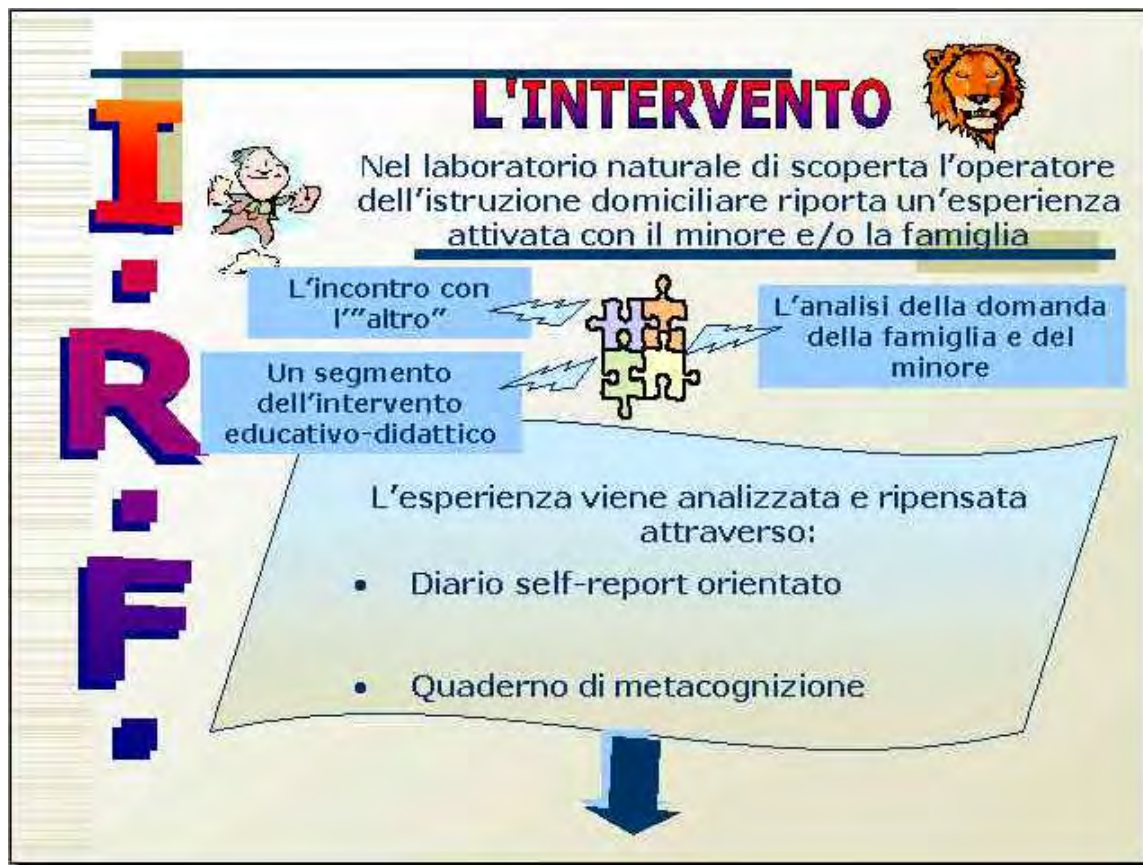 I.R.F.
L'INTERVENTO
Nel laboratorio naturale di scoperta l'operatore
dell'istruzione domiciliare riporta un'esperienza
attivata con il minore e/o la famiglia
L'incontro con
l'"altro"
L'analisi della domanda
della famiglia e del
minore
Un segmento
dell'intervento
educativo-didattico
L'esperienza viene analizzata e ripensata
attraverso:
• Diario self-report orientato
• Quaderno di metacognizione